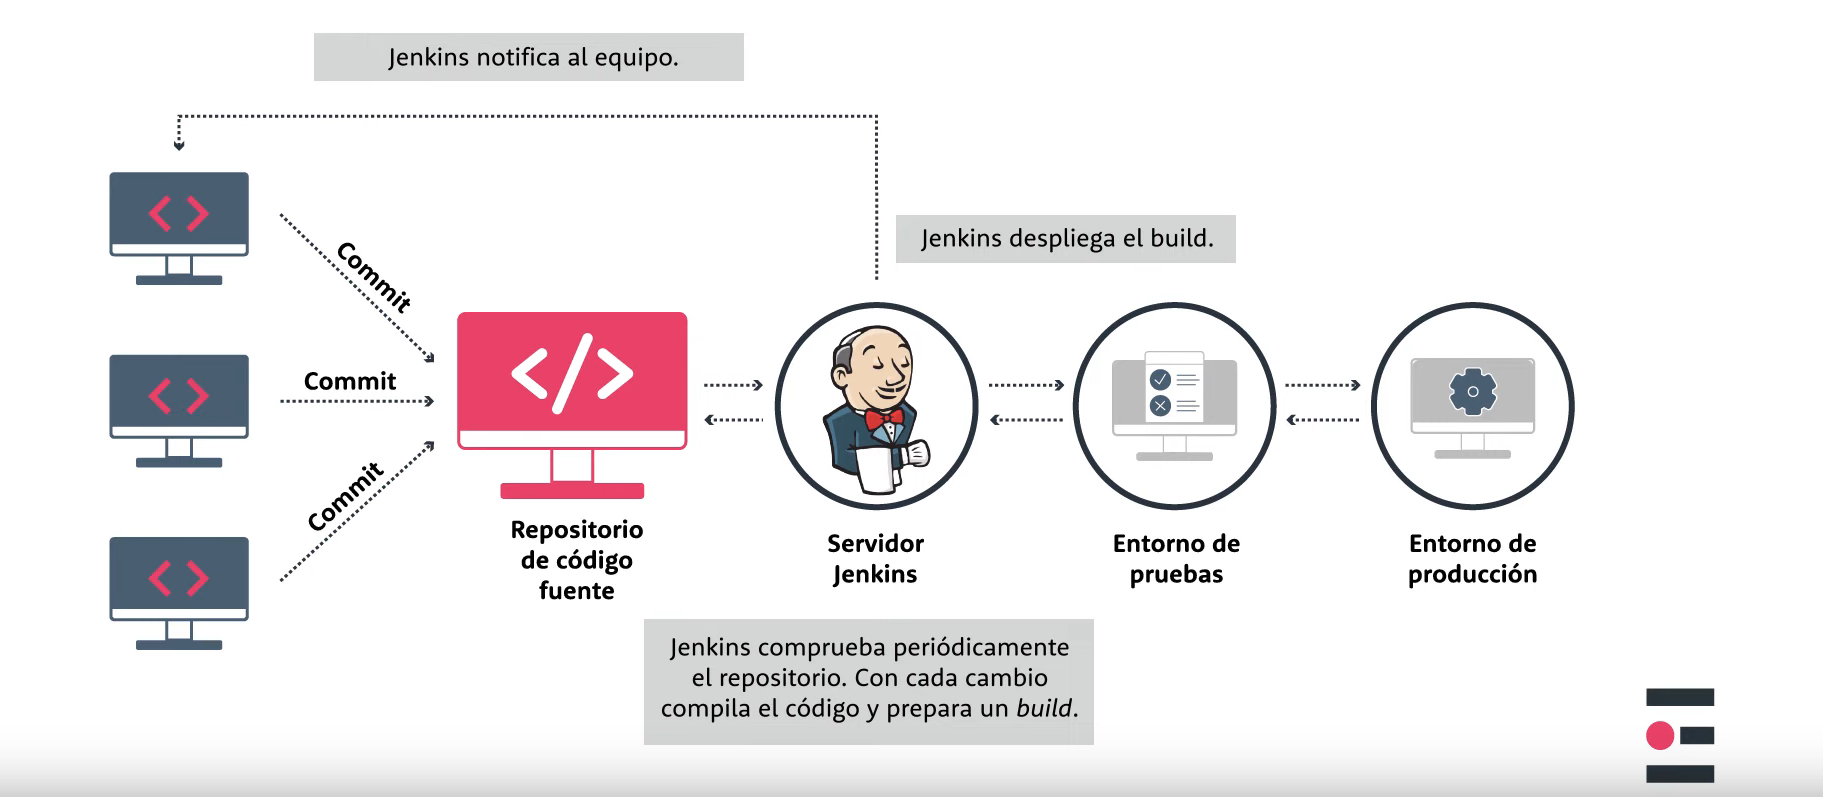 Jenkins notifica al equipo.
Jenkins despliega el build.
Commit
Commit
Commit
Repositorio
de código
fuente
Servidor
Jenkins
Entorno de
pruebas
Entorno de
producción
Jenkins comprueba periódicamente
el repositorio. Con cada cambio
compila el código y prepara un build.